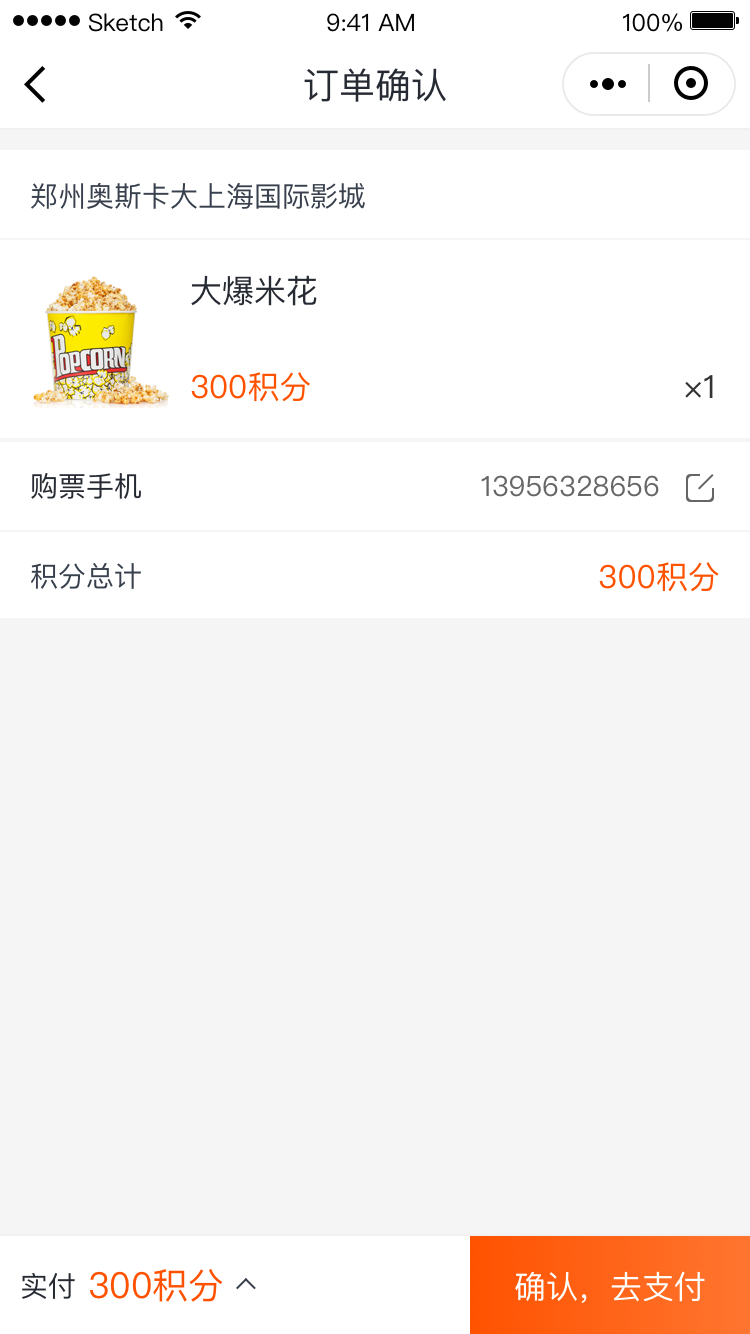 Sketch 9:41 AM 100%
订单确认
郑州奥斯卡大上海国际影城
大爆米花
POPCORN
300积分 ×1
购票手机 13956328656
积分总计 300积分
实付 300积分 确认，去支付